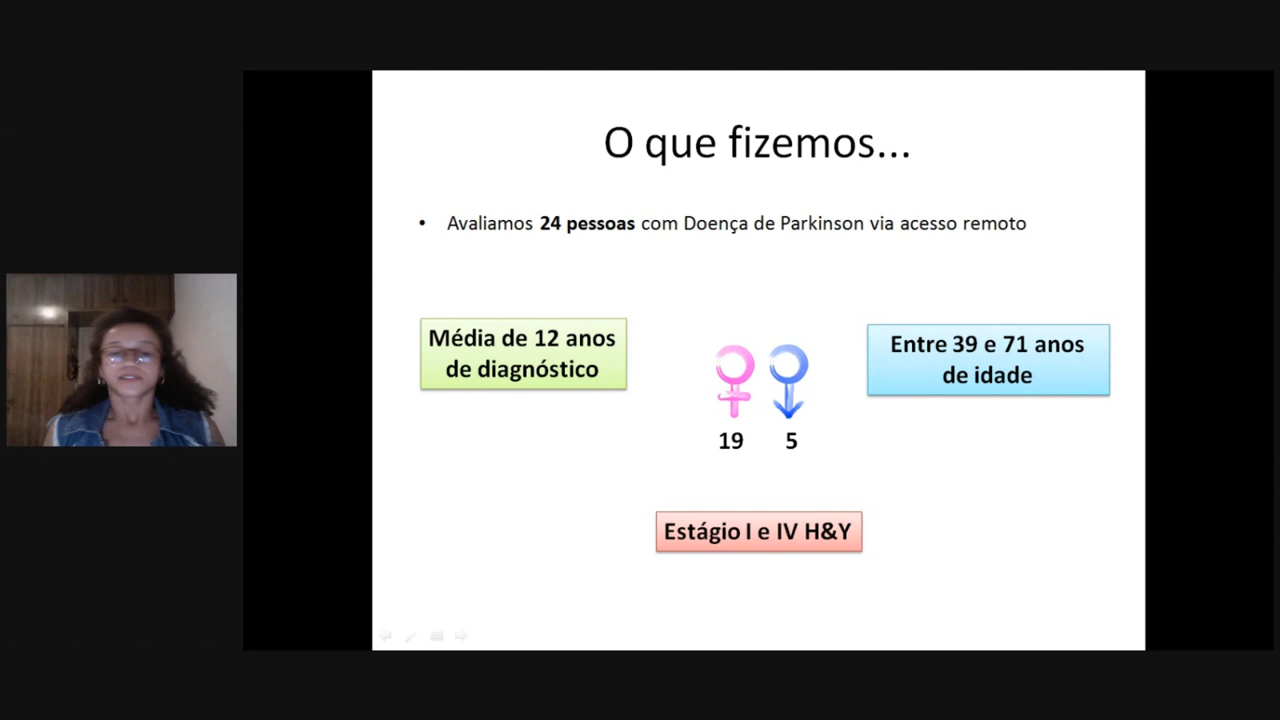 O que fizemos...
• Avaliamos 24 pessoas com Doença de Parkinson via acesso remoto
Média de 12 anos
de diagnóstico
Entre 39 e 71 anos
de idade
19 5
Estágio I e IV H&Y